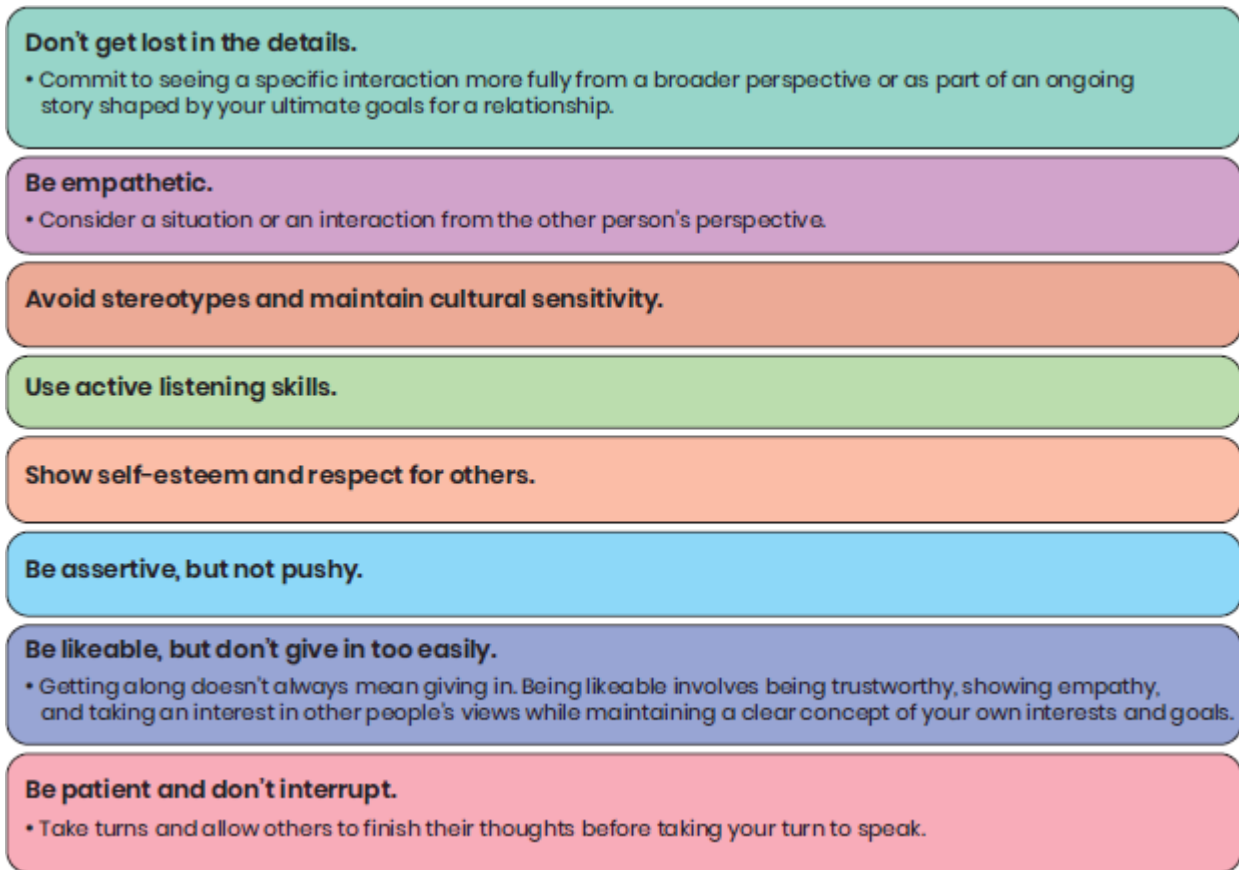 Don't get lost in the details.
• Commit to seeing a specific interaction more fully from a broader perspective or as part of an ongoing
story shaped by your ultimate goals for a relationship.
Be empathetic.
• Consider a situation or an interaction from the other person's perspective.
Avoid stereotypes and maintain cultural sensitivity.
Use active listening skills.
Show self-esteem and respect for others.
Be assertive, but not pushy.
Be likeable, but don't give in too easily.
• Getting along doesn't always mean giving in. Being likeable involves being trustworthy, showing empathy,
and taking an interest in other people's views while maintaining a clear concept of your own interests and goals.
Be patient and don't interrupt.
• Take turns and allow others to finish their thoughts before taking your turn to speak.